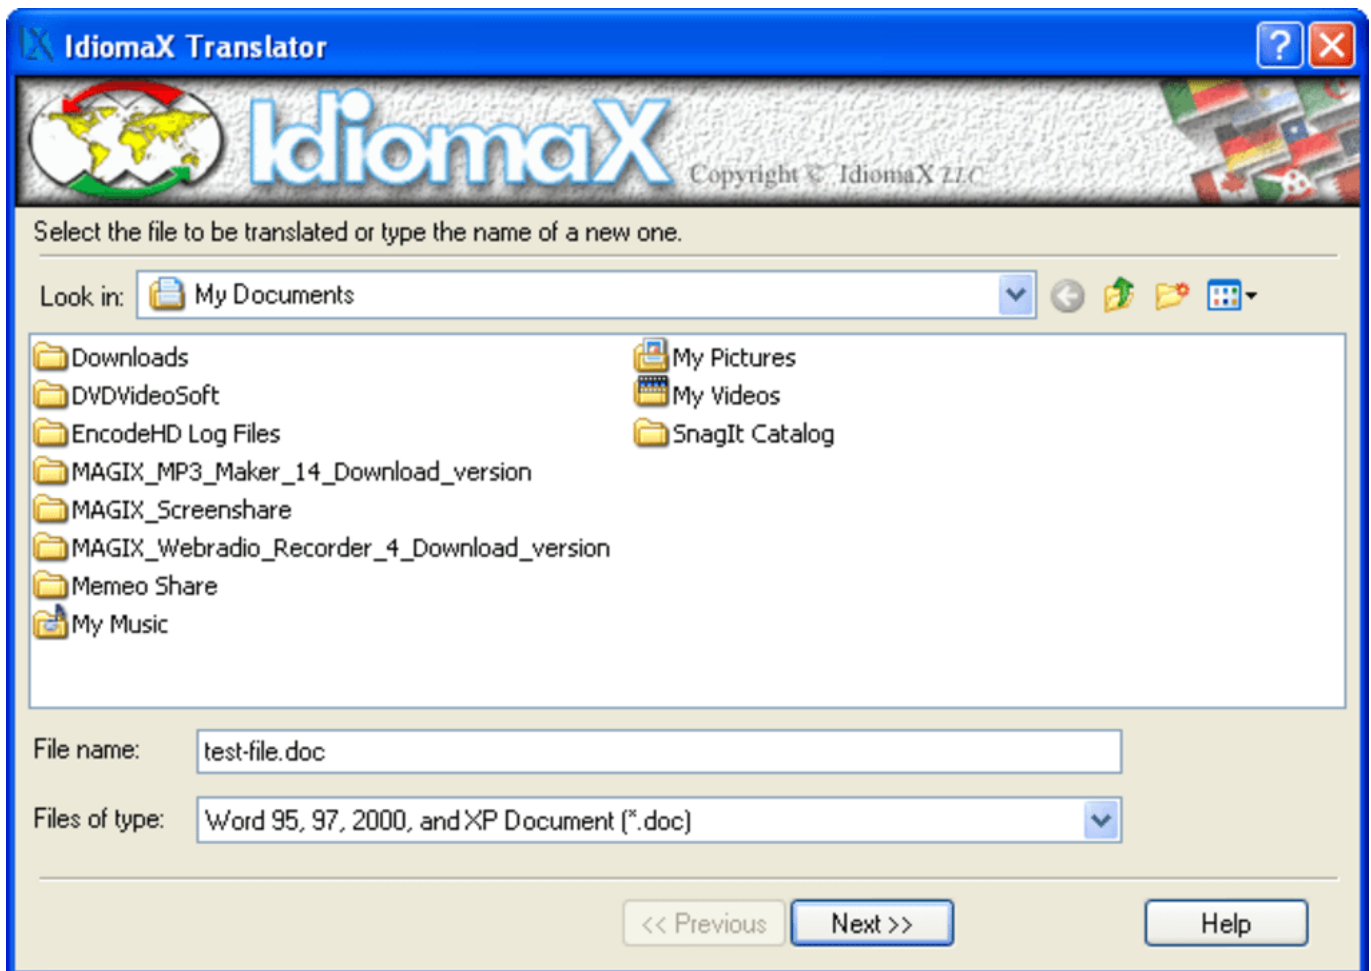 IdiomaX Translator
IdiomaX Copyright © IdiomaX LLC
Select the file to be translated or type the name of a new one.
Look in: My Documents
Downloads
DVDVideoSoft
EncodeHD Log Files
MAGIX_MP3_Maker_14_Download_version
MAGIX_Screenshare
MAGIX_Webradio_Recorder_4_Download_version
Memeo Share
My Music
My Pictures
My Videos
SnagIt Catalog
File name: test-file.doc
Files of type: Word 95, 97, 2000, and XP Document (*.doc)
<< Previous Next >> Help